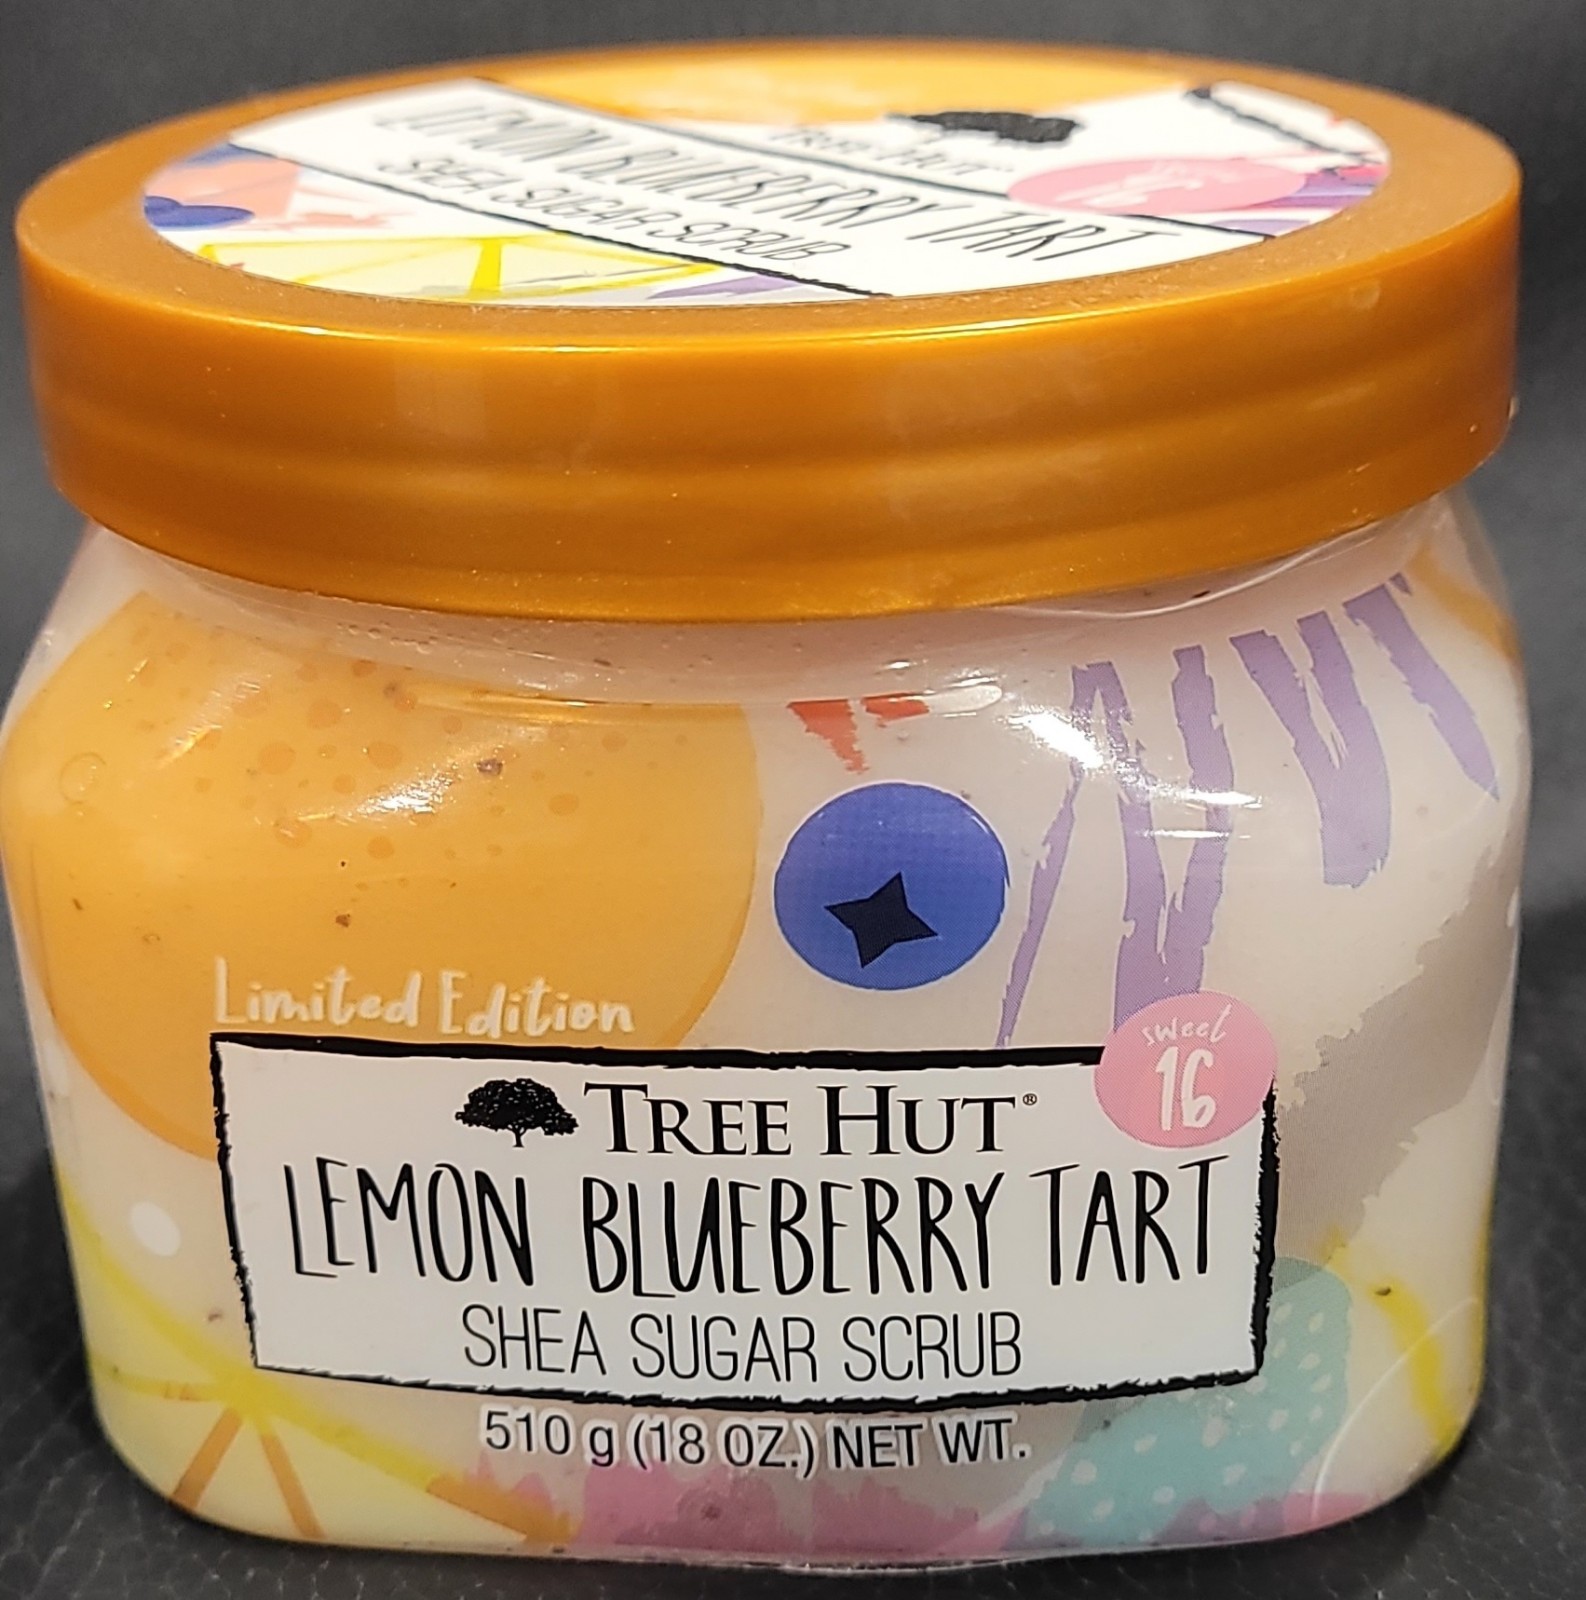 TREE HUT
16
LEMON BLUEBERRY TART
SHEA SUGAR SCRUB
Limited Edition
sweet
16
TREE HUT®
LEMON BLUEBERRY TART
SHEA SUGAR SCRUB
510 g (18 OZ.) NET WT.